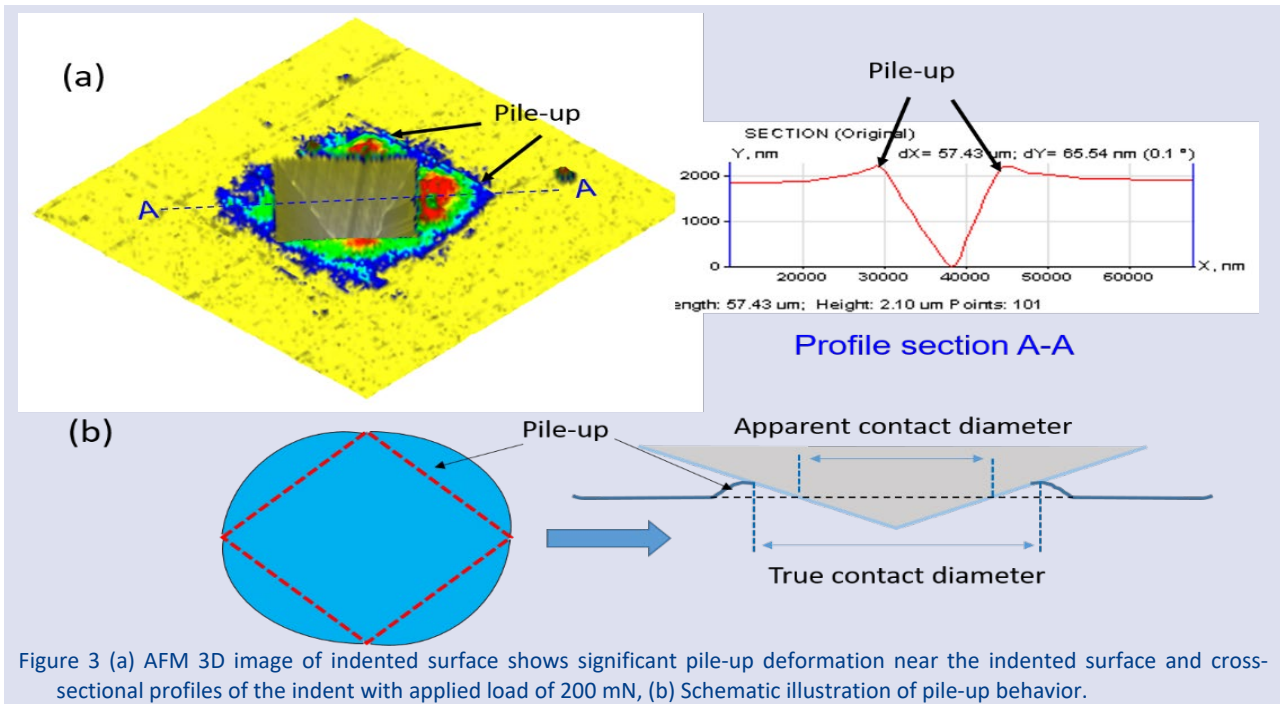 (a)
Pile-up
A
A
Pile-up
SECTION (Original)
Y, nm
dX= 57.43 um; dY= 65.54 nm (0.1 °)
2000
1000
0
20000
30000
40000
50000
60000
X, nm
ength: 57.43 um; Height: 2.10 um Points: 101
Profile section A-A
(b)
Pile-up
Apparent contact diameter
True contact diameter
Figure 3 (a) AFM 3D image of indented surface shows significant pile-up deformation near the indented surface and cross-
sectional profiles of the indent with applied load of 200 mN, (b) Schematic illustration of pile-up behavior.